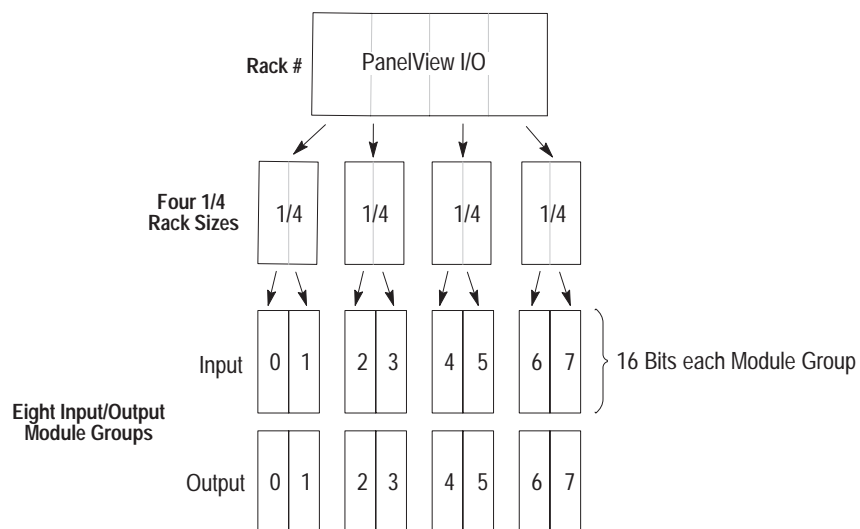 PanelView I/O
Rack #
Four 1/4
Rack Sizes
1/4 1/4 1/4 1/4
Input 0 1 2 3 4 5 6 7 16 Bits each Module Group
Eight Input/Output
Module Groups
Output 0 1 2 3 4 5 6 7